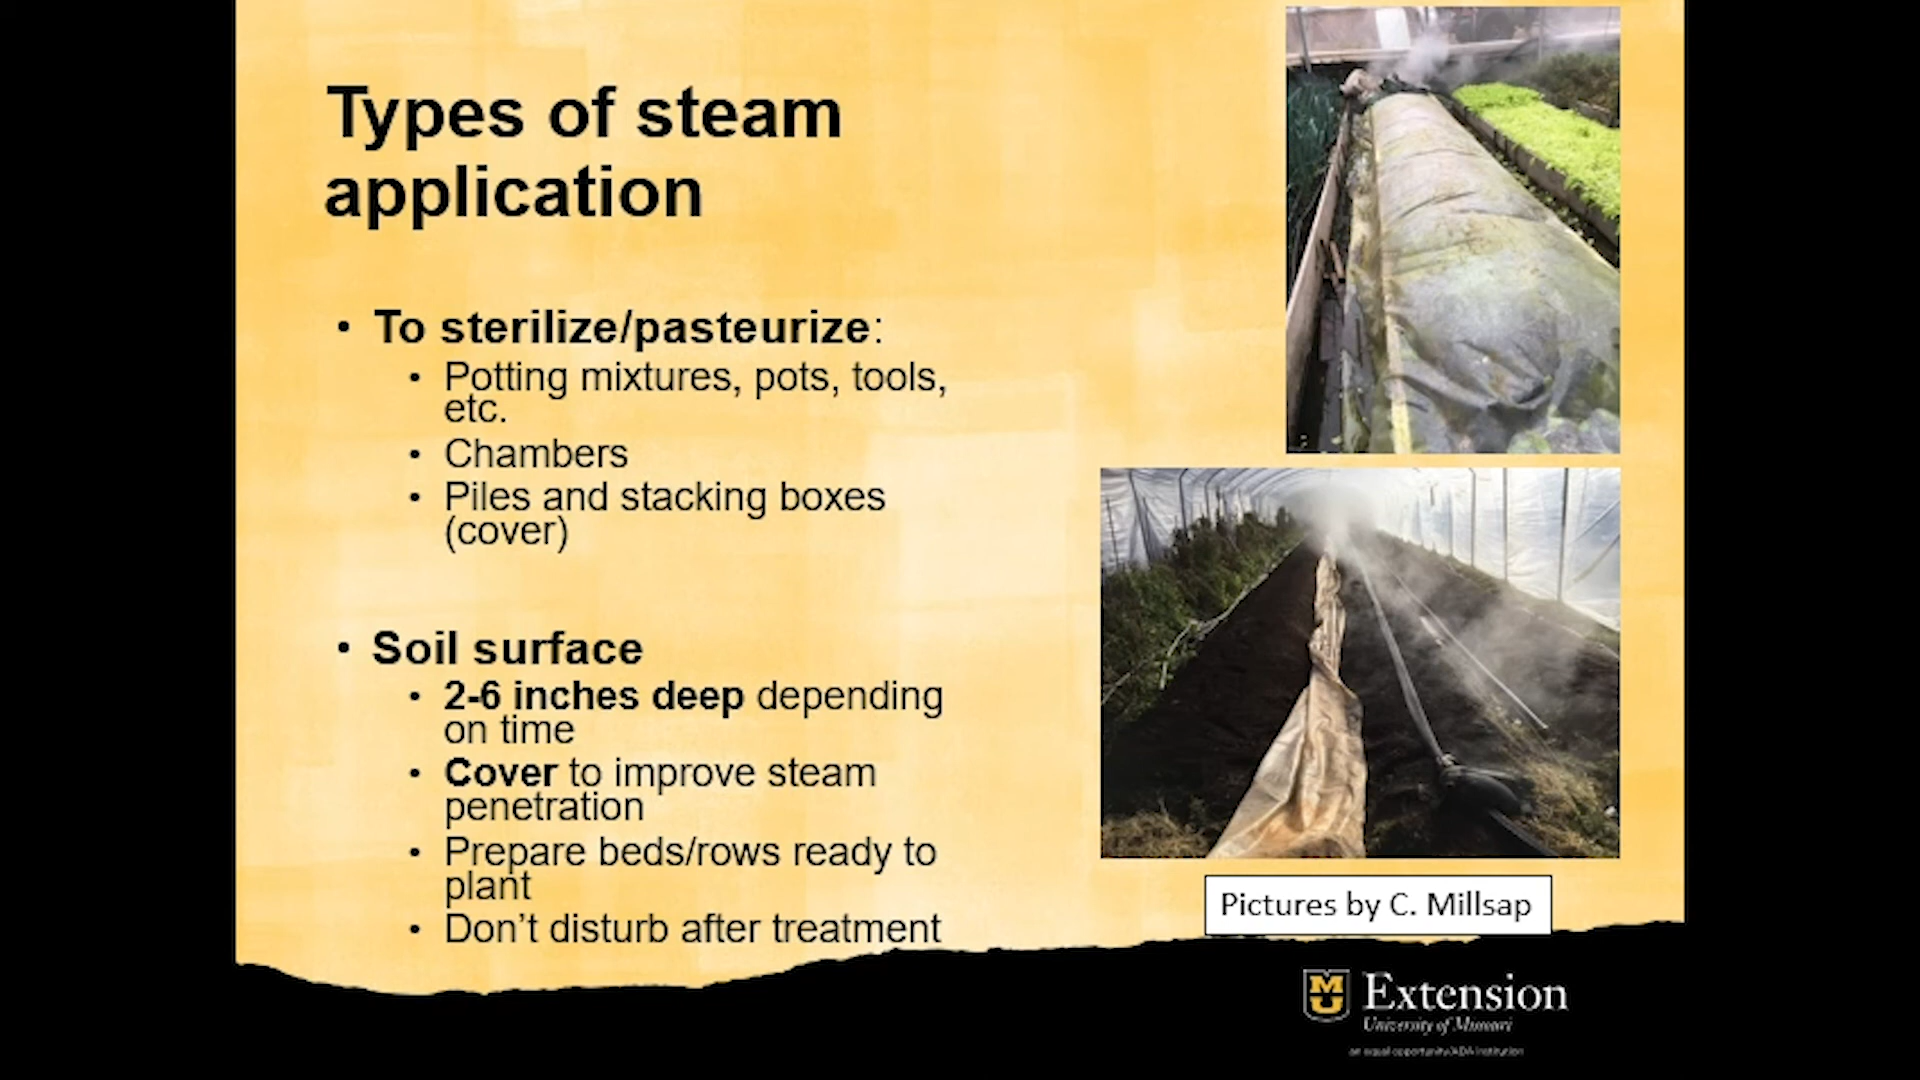 Types of steam
application
• To sterilize/pasteurize:
• Potting mixtures, pots, tools,
etc.
• Chambers
• Piles and stacking boxes
(cover)
• Soil surface
• 2-6 inches deep depending
on time
• Cover to improve steam
penetration
• Prepare beds/rows ready to
plant
• Don't disturb after treatment
Pictures by C. Millsap
MU Extension
University of Missouri
an equal opportunity/ADA institution